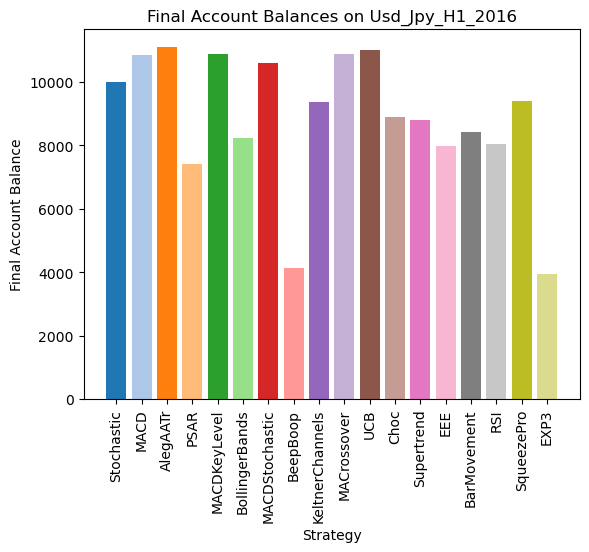 Final Account Balances on Usd_Jpy_H1_2016
Final Account Balance
10000
8000
6000
4000
2000
0
Stochastic
MACD
AlegAATr
PSAR
MACDKeyLevel
BollingerBands
MACDStochastic
BeepBoop
KeltnerChannels
MACrossover
UCB
Choc
Supertrend
EEE
BarMovement
RSI
SqueezePro
EXP3
Strategy